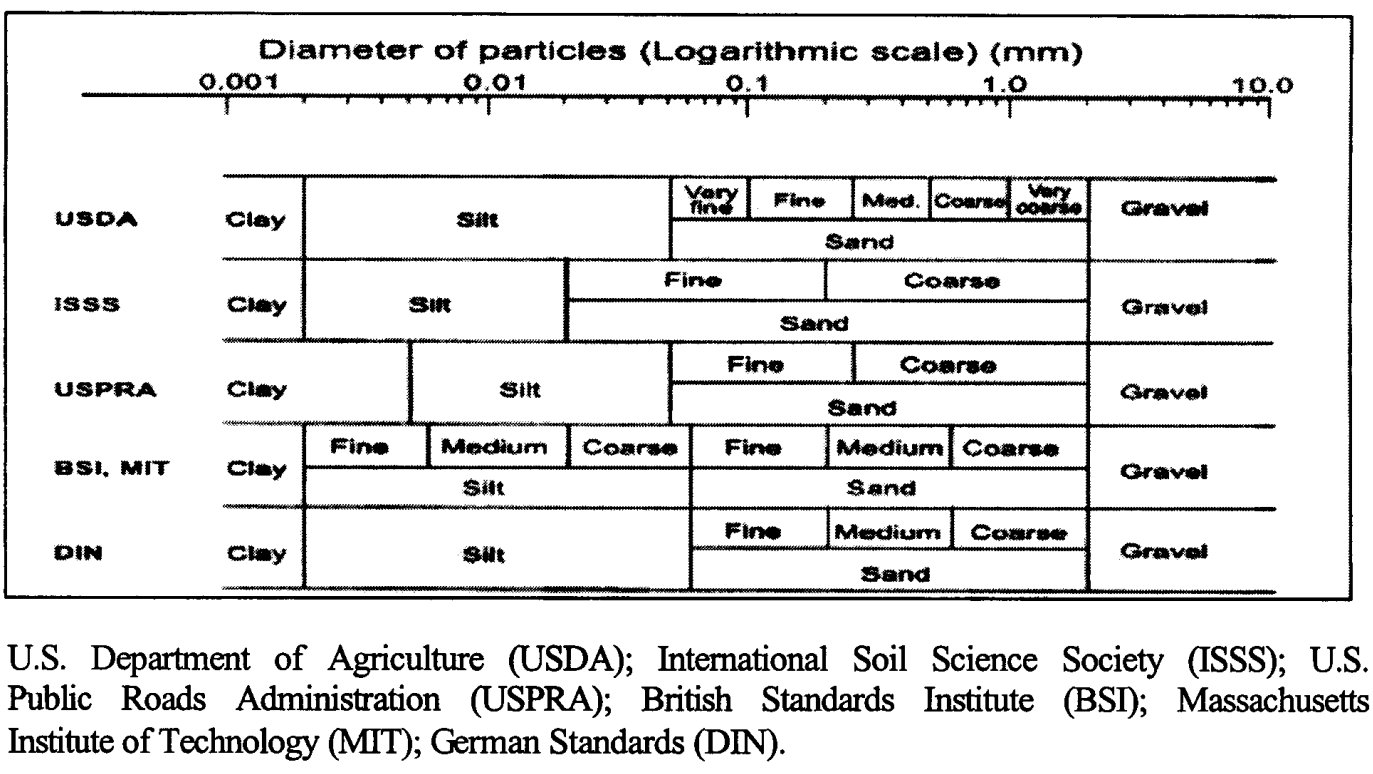 Diameter of particles (Logarithmic scale) (mm)
0.001 0.01 0.1 1.0 10.0
USDA Clay Silt Very fine Fine Med. Coarse Very coarse Gravel
Sand
ISSS Clay Silt Fine Coarse Gravel
Sand
USPRA Clay Silt Fine Coarse Gravel
Sand
BSI, MIT Clay Fine Medium Coarse Fine Medium Coarse Gravel
Silt Sand
DIN Clay Silt Fine Medium Coarse Gravel
Sand
U.S. Department of Agriculture (USDA); International Soil Science Society (ISSS); U.S.
Public Roads Administration (USPRA); British Standards Institute (BSI); Massachusetts
Institute of Technology (MIT); German Standards (DIN).